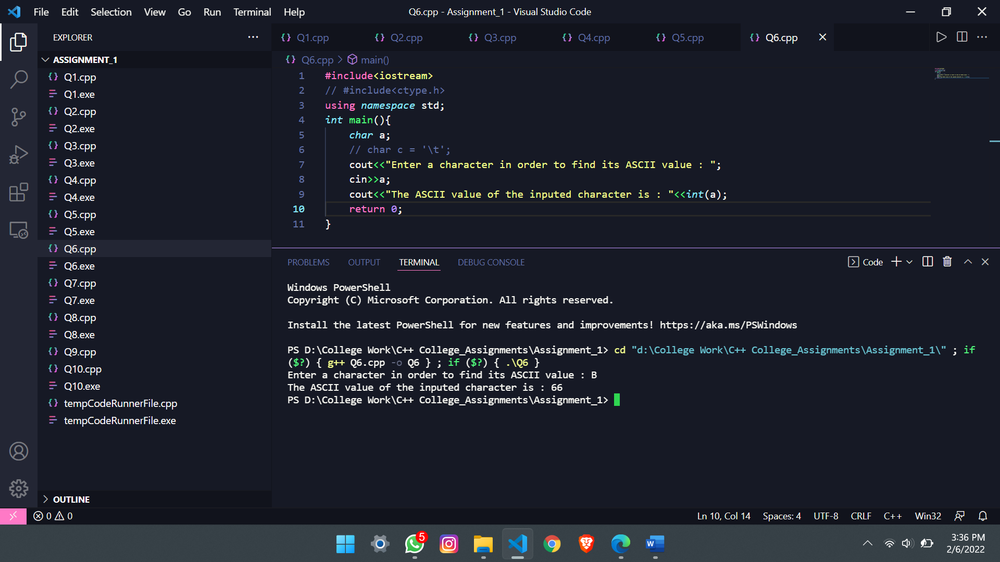 File Edit Selection View Go Run Terminal Help
Q6.cpp - Assignment_1 - Visual Studio Code
EXPLORER
ASSIGNMENT_1
Q1.cpp
Q1.exe
Q2.cpp
Q2.exe
Q3.cpp
Q3.exe
Q4.cpp
Q4.exe
Q5.cpp
Q5.exe
Q6.cpp
Q6.exe
Q7.cpp
Q7.exe
Q8.cpp
Q8.exe
Q9.cpp
Q10.cpp
Q10.exe
tempCodeRunnerFile.cpp
tempCodeRunnerFile.exe
OUTLINE
Q1.cpp Q2.cpp Q3.cpp Q4.cpp Q5.cpp Q6.cpp
Q6.cpp > main()
1 #include<iostream>
2 // #include<ctype.h>
3 using namespace std;
4 int main(){
5 char a;
6 // char c = '\t';
7 cout<<"Enter a character in order to find its ASCII value : ";
8 cin>>a;
9 cout<<"The ASCII value of the inputed character is : "<<int(a);
10 return 0;
11 }
PROBLEMS OUTPUT TERMINAL DEBUG CONSOLE
Code
Windows PowerShell
Copyright (C) Microsoft Corporation. All rights reserved.
Install the latest PowerShell for new features and improvements! https://aka.ms/PSWindows
PS D:\College Work\C++ College_Assignments\Assignment_1> cd "d:\College Work\C++ College_Assignments\Assignment_1\" ; if
($?) { g++ Q6.cpp -o Q6 } ; if ($?) { .\Q6 }
Enter a character in order to find its ASCII value : B
The ASCII value of the inputed character is : 66
PS D:\College Work\C++ College_Assignments\Assignment_1>
0 0
Ln 10, Col 14 Spaces: 4 UTF-8 CRLF C++ Win32
5
W
3:36 PM
2/6/2022